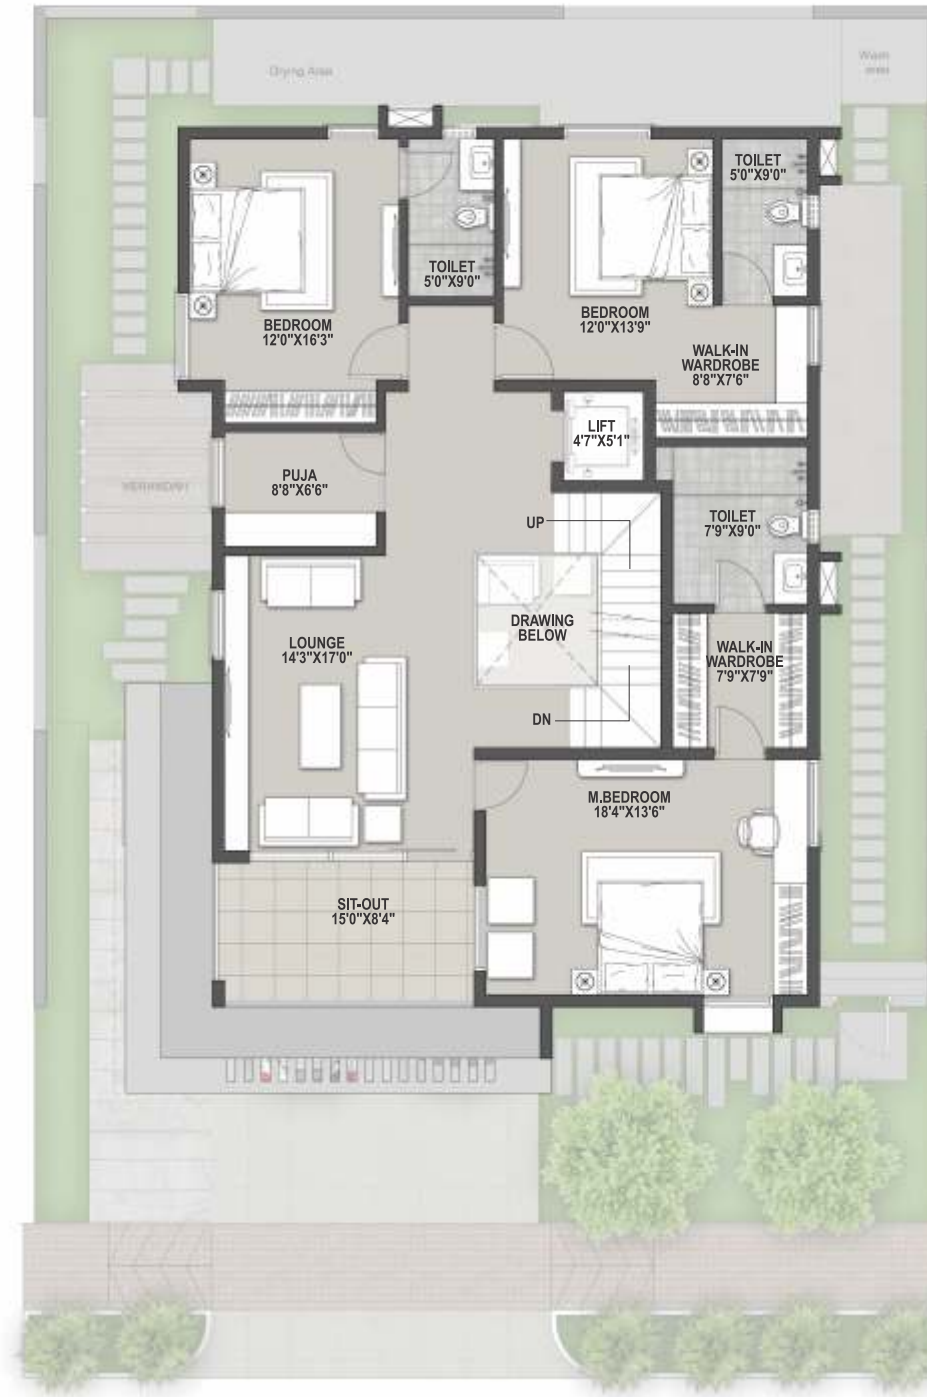 Drying Area
Wash
area
TOILET
5'0"X9'0"
TOILET
5'0"X9'0"
BEDROOM
12'0"X16'3"
BEDROOM
12'0"X13'9"
WALK-IN
WARDROBE
8'8"X7'6"
LIFT
4'7"X5'1"
PUJA
8'8"X6'6"
VERANDAH
UP
TOILET
7'9"X9'0"
DRAWING
BELOW
LOUNGE
14'3"X17'0"
WALK-IN
WARDROBE
7'9"X7'9"
DN
M.BEDROOM
18'4"X13'6"
SIT-OUT
15'0"X8'4"